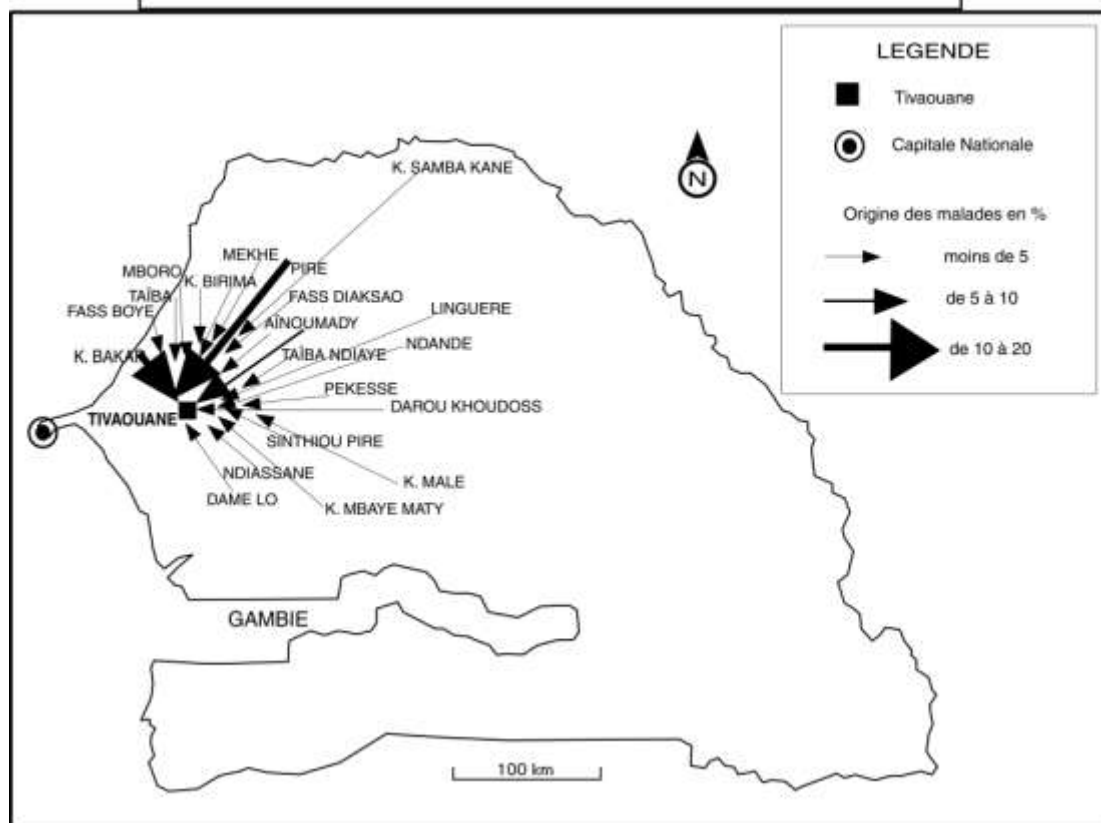 LEGENDE
Tivaouane
Capitale Nationale
Origine des malades en %
moins de 5
de 5 à 10
de 10 à 20
N
K. SAMBA KANE
MEKHE
PIRE
MBORO
K. BIRIMA
TAÏBA
FASS DIAKSAO
FASS BOYE
LINGUERE
AÏNOUMADY
NDANDE
K. BAKAR
TAÏBA NDIAYE
PEKESSE
DAROU KHOUDOSS
TIVAOUANE
SINTHIOU PIRE
NDIASSANE
K. MALE
DAME LO
K. MBAYE MATY
GAMBIE
100 km